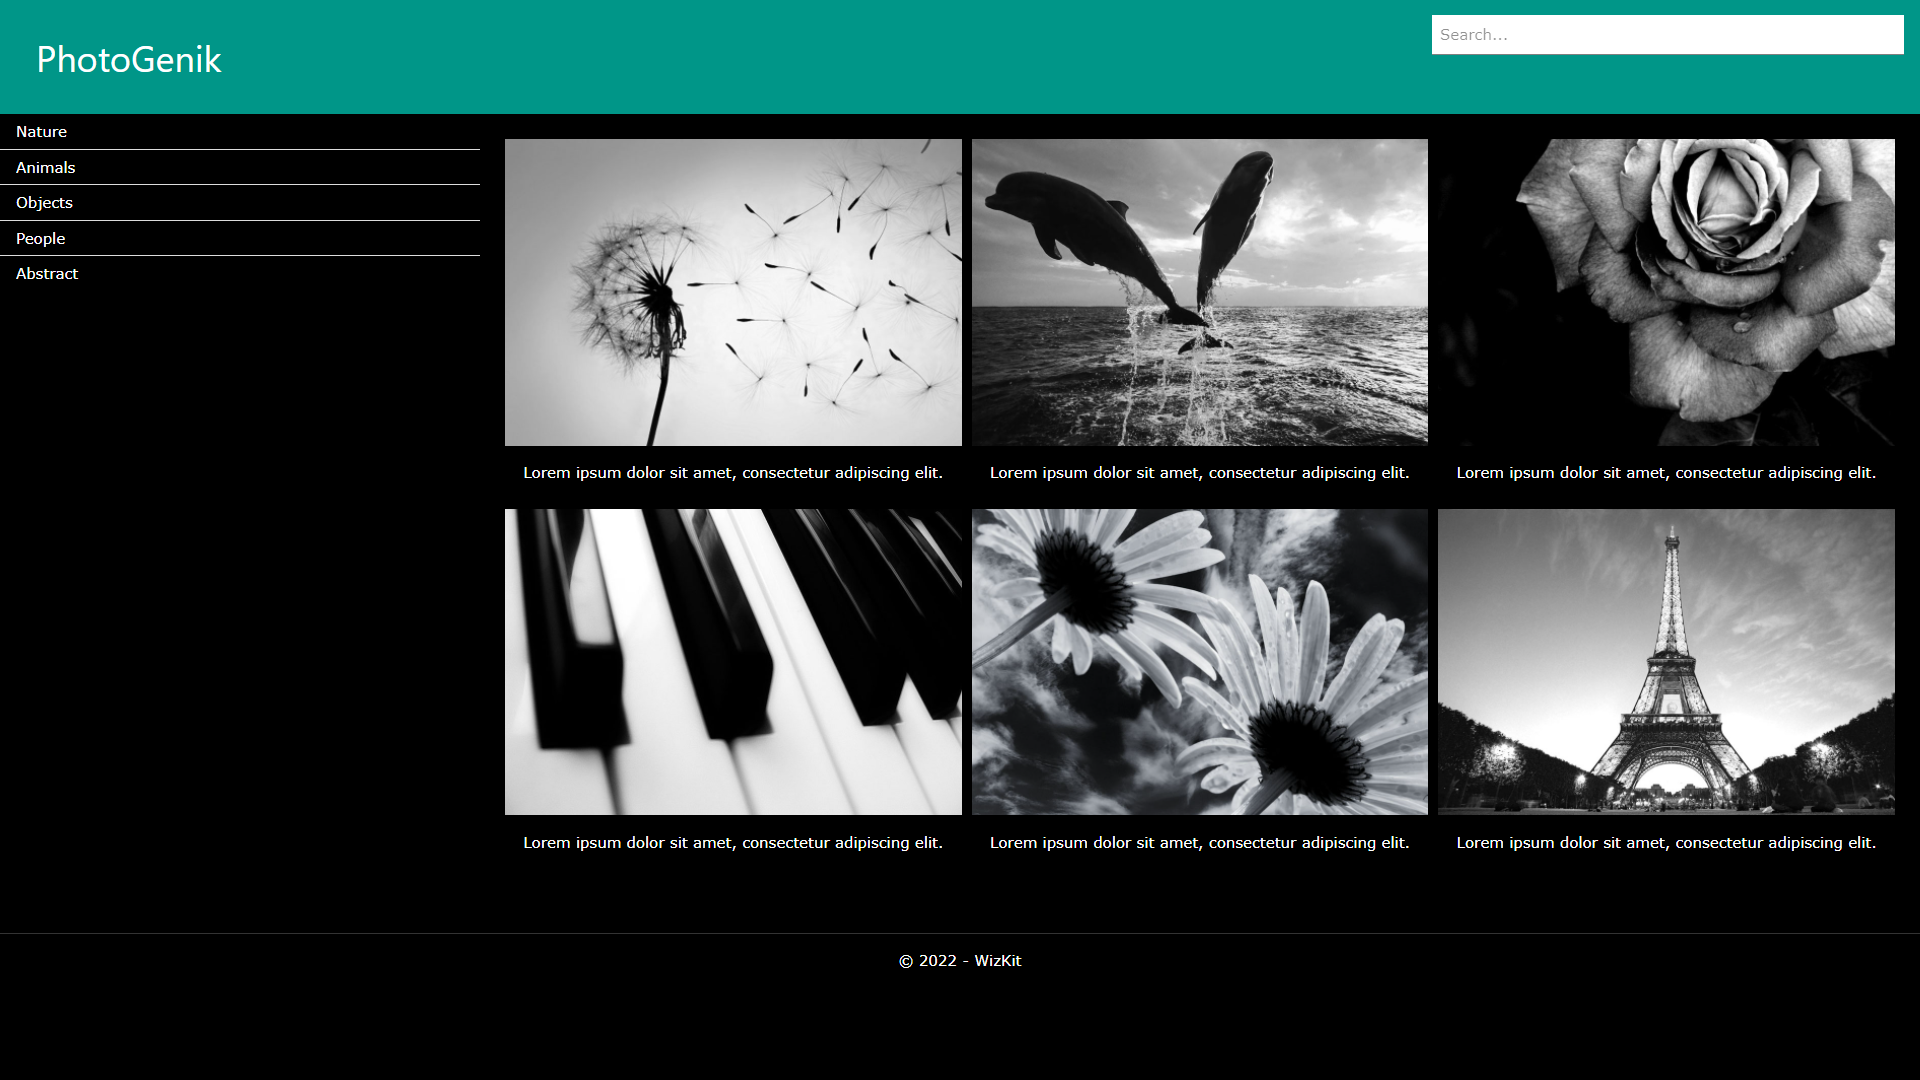 PhotoGenik
Search...
Nature
Animals
Objects
People
Abstract
Lorem ipsum dolor sit amet, consectetur adipiscing elit.
Lorem ipsum dolor sit amet, consectetur adipiscing elit.
Lorem ipsum dolor sit amet, consectetur adipiscing elit.
Lorem ipsum dolor sit amet, consectetur adipiscing elit.
Lorem ipsum dolor sit amet, consectetur adipiscing elit.
Lorem ipsum dolor sit amet, consectetur adipiscing elit.
© 2022 - WizKit